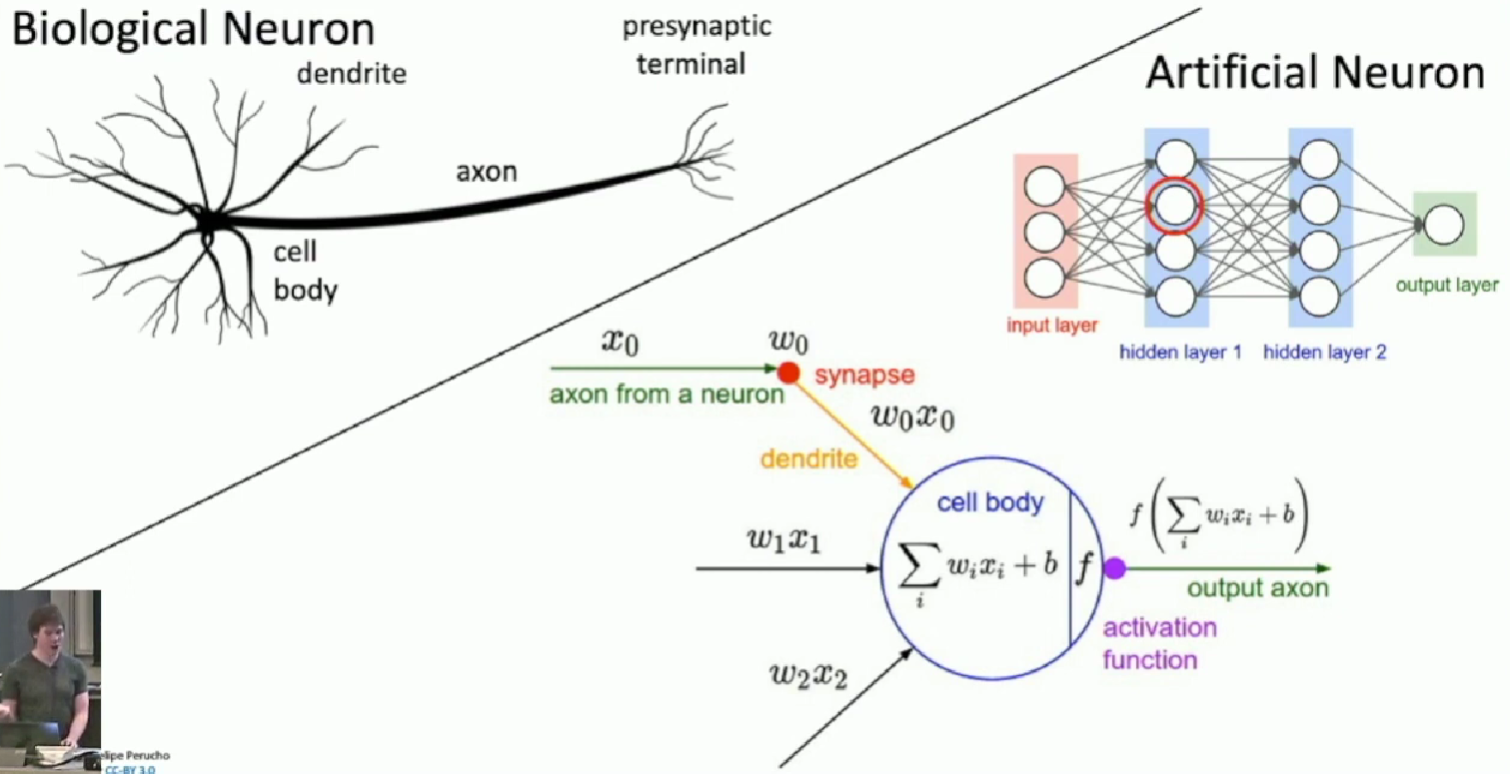 Biological Neuron
dendrite
presynaptic
terminal
axon
cell
body
Artificial Neuron
input layer
hidden layer 1
hidden layer 2
output layer
x₀
w₀
axon from a neuron
synapse
w₀x₀
dendrite
cell body
w₁x₁
∑ᵢ wᵢxᵢ + b
f
f(∑ᵢ wᵢxᵢ + b)
output axon
activation
function
w₂x₂
elipe Perucho
CC-BY 3.0